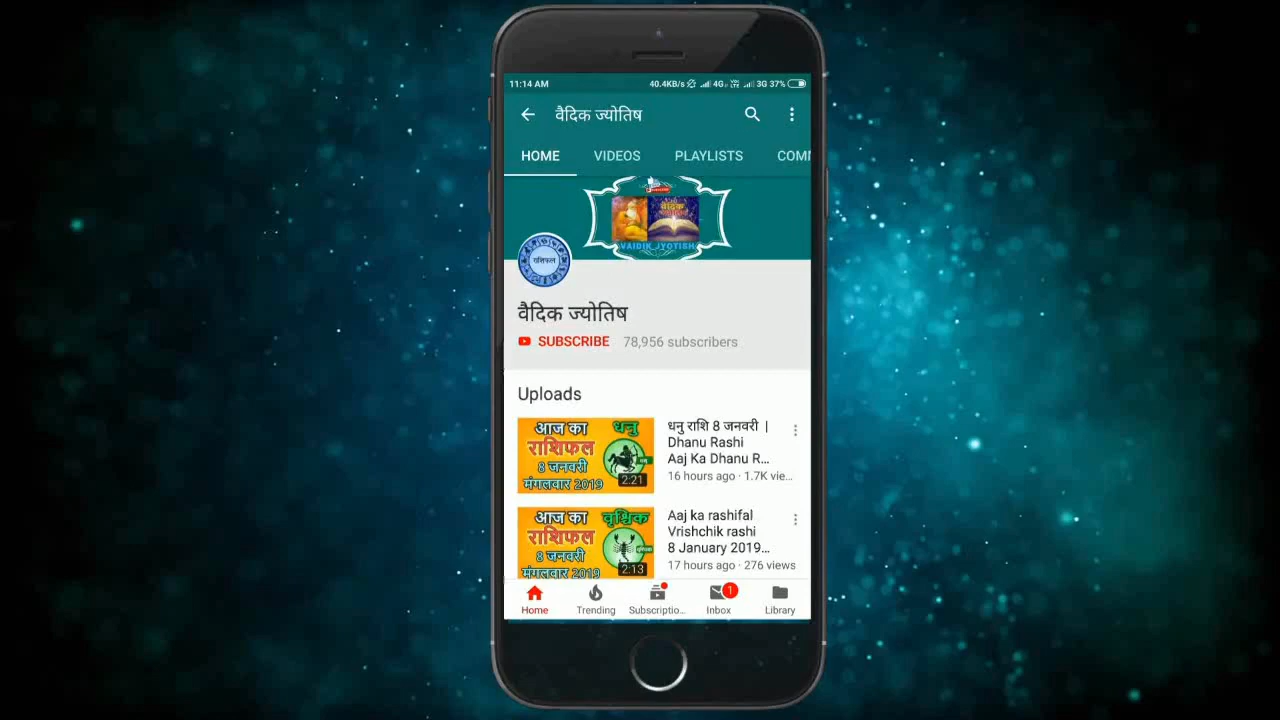 11:14 AM
40.4KB/s 4G VoLTE 3G 37%
वैदिक ज्योतिष
HOME VIDEOS PLAYLISTS COMM
वैदिक
VAIDIK JYOTISH
राशिफल
वैदिक ज्योतिष
SUBSCRIBE 78,956 subscribers
Uploads
आज का धनु
राशिफल
8 जनवरी
मंगलवार 2019
2:21
धनु राशि 8 जनवरी |
Dhanu Rashi
Aaj Ka Dhanu R...
16 hours ago · 1.7K vie...
आज का वृश्चिक
राशिफल
8 जनवरी
मंगलवार 2019
2:13
Aaj ka rashifal
Vrishchik rashi
8 January 2019...
17 hours ago · 276 views
1
Home Trending Subscriptio... Inbox Library